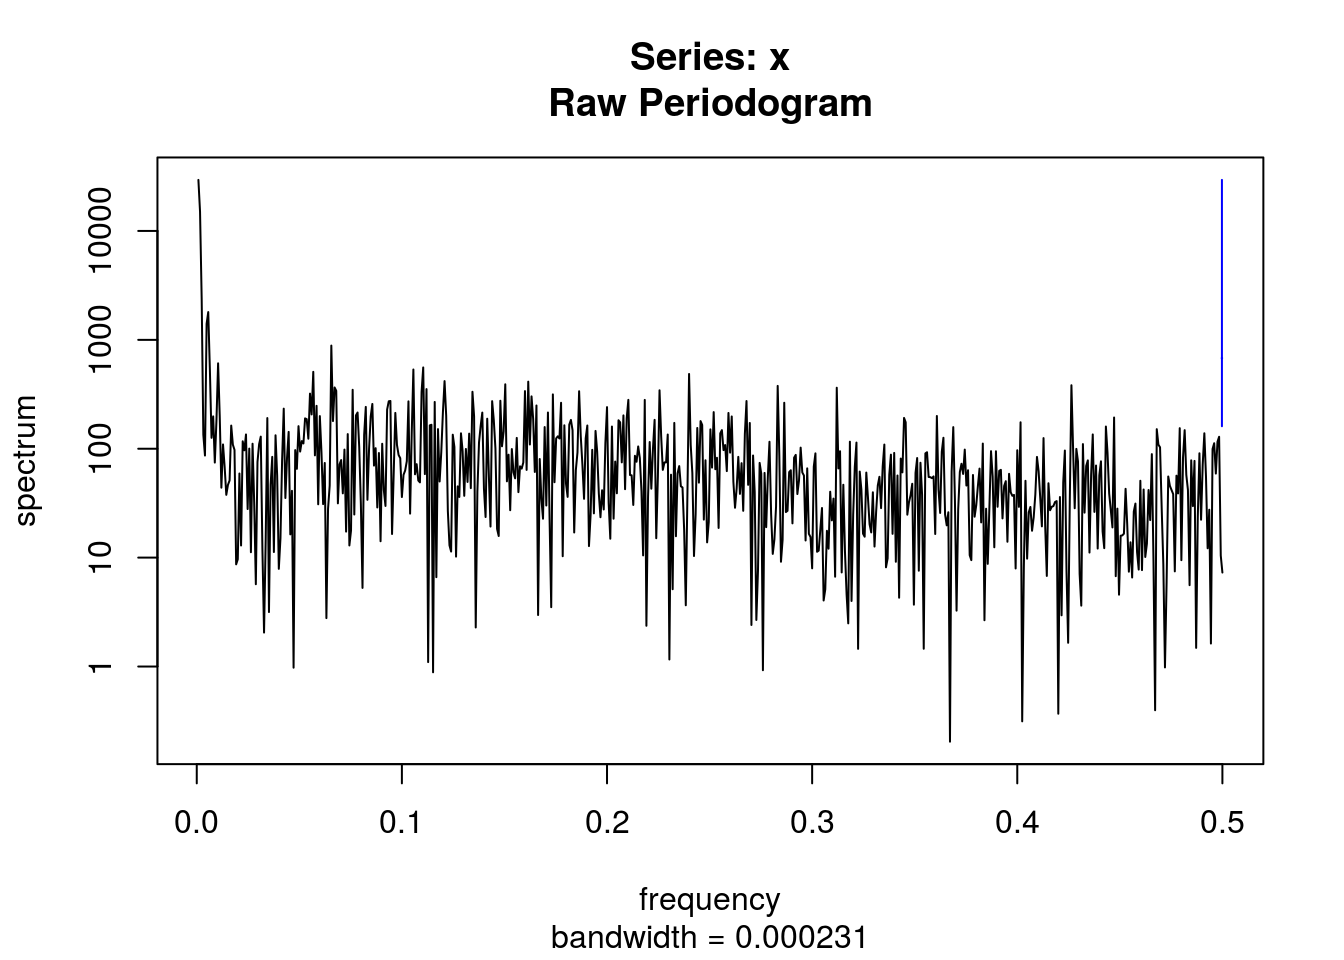 Series: x
Raw Periodogram
spectrum
10000
1000
100
10
1
0.0 0.1 0.2 0.3 0.4 0.5
frequency
bandwidth = 0.000231